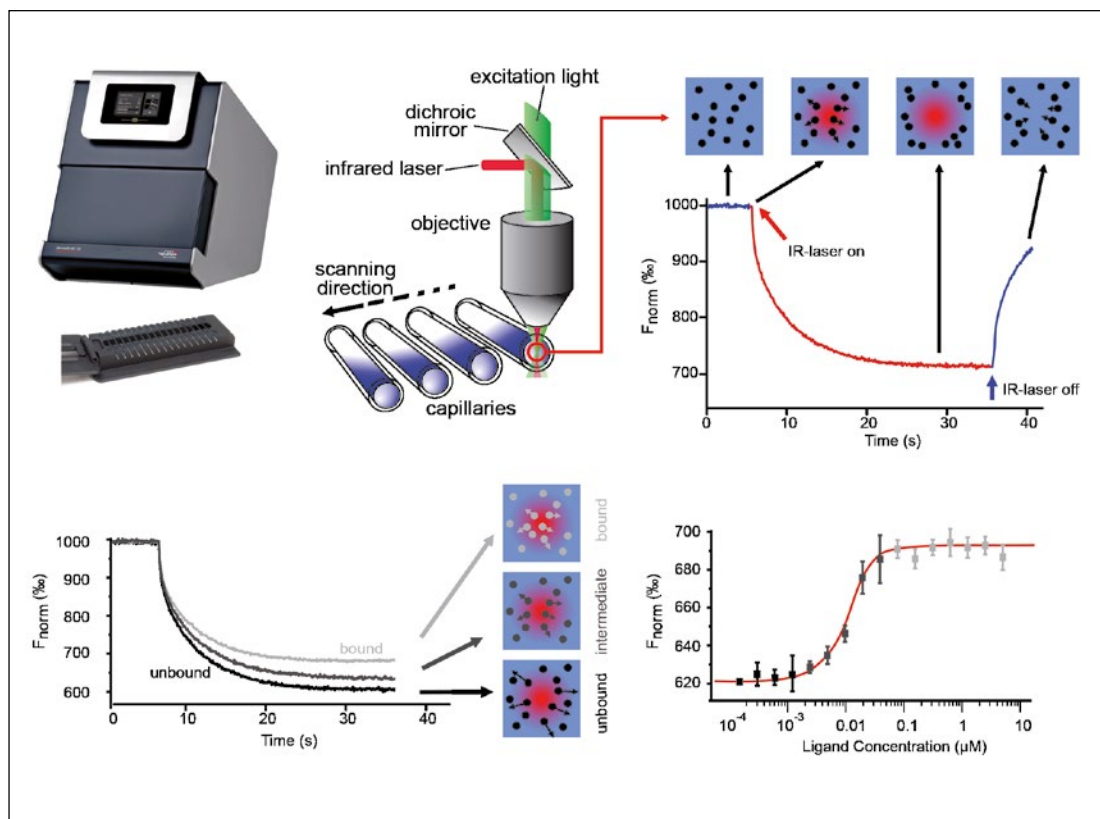 excitation light
dichroic
mirror
infrared laser
objective
scanning
direction
capillaries
1000
900
800
700
Fnorm (‰)
IR-laser on
IR-laser off
0
10
20
30
40
Time (s)
1000
900
800
700
600
Fnorm (‰)
bound
unbound
0
10
20
30
40
Time (s)
bound
intermediate
unbound
700
680
660
640
620
Fnorm (‰)
10⁻⁴
10⁻³
0.01
0.1
1
10
Ligand Concentration (µM)